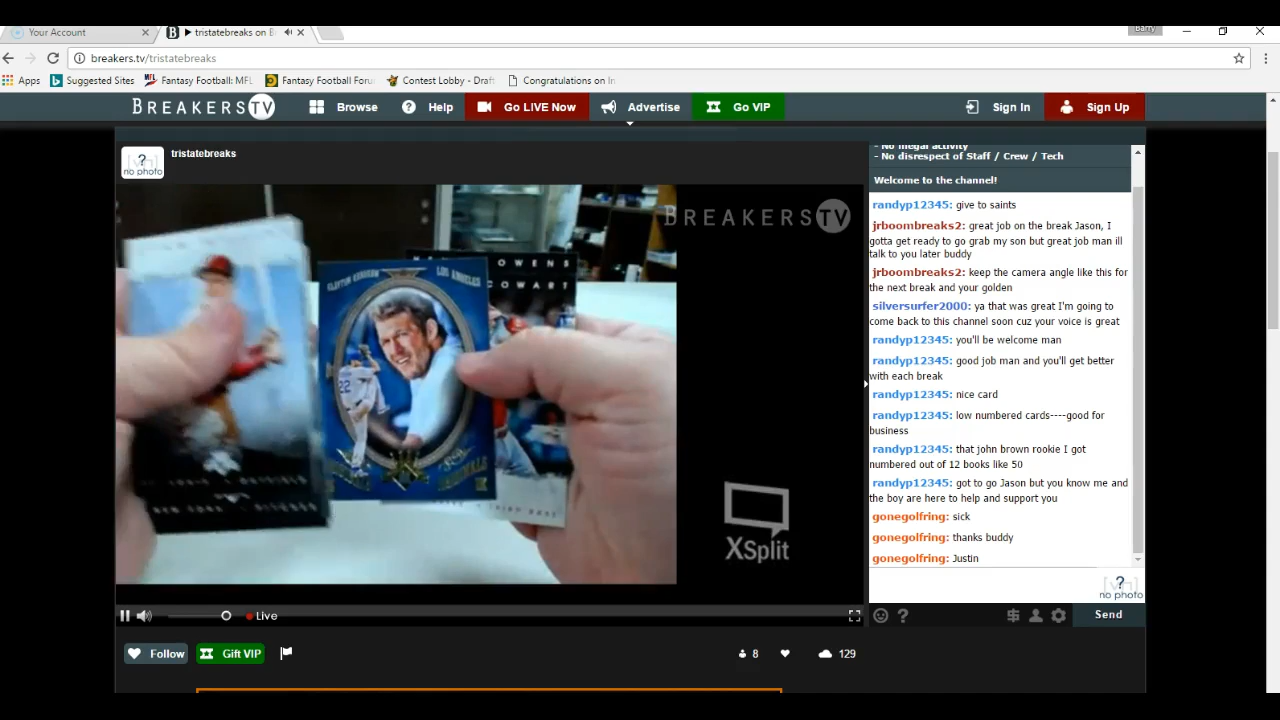 Your Account
tristatebreaks on B
Barry
breakers.tv/tristatebreaks
Apps
Suggested Sites
Fantasy Football: MFL
Fantasy Football Foru
Contest Lobby - Draft
Congratulations on In
BREAKERSTV
Browse
Help
Go LIVE Now
Advertise
Go VIP
Sign In
Sign Up
?
no photo
tristatebreaks
- No illegal activity
- No disrespect of Staff / Crew / Tech
Welcome to the channel!
randyp12345: give to saints
jrboombreaks2: great job on the break Jason, I
gotta get ready to go grab my son but great job man ill
talk to you later buddy
jrboombreaks2: keep the camera angle like this for
the next break and your golden
silversurfer2000: ya that was great I'm going to
come back to this channel soon cuz your voice is great
randyp12345: you'll be welcome man
randyp12345: good job man and you'll get better
with each break
randyp12345: nice card
randyp12345: low numbered cards----good for
business
randyp12345: that john brown rookie I got
numbered out of 12 books like 50
randyp12345: got to go Jason but you know me and
the boy are here to help and support you
gonegolfring: sick
gonegolfring: thanks buddy
gonegolfring: Justin
BREAKERSTV
OWENS
COWART
CLAYTON KERSHAW
LOS ANGELES
22
XSplit
Live
?
no photo
Send
Follow
Gift VIP
8
129